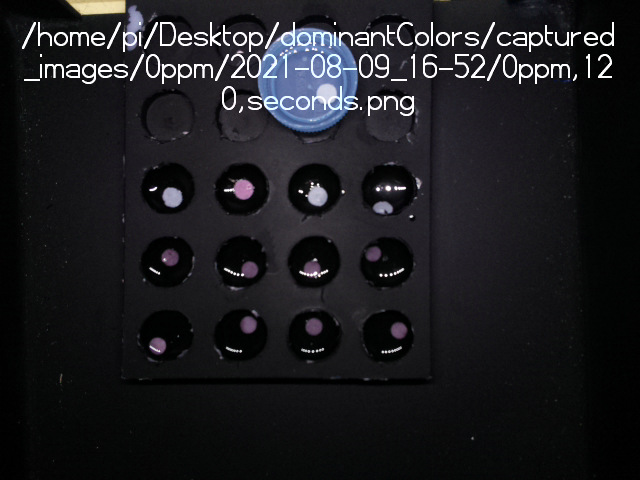 /home/pi/Desktop/dominantColors/captured
_images/0ppm/2021-08-09_16-52/0ppm,12
0,seconds.png